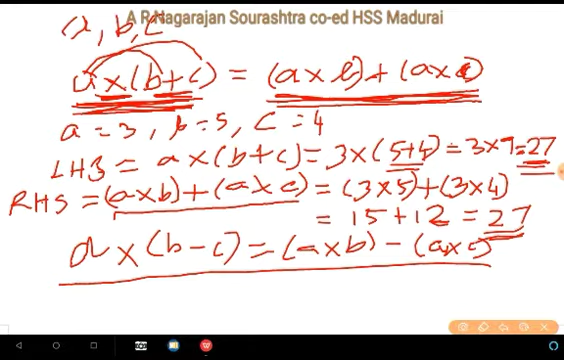 A R Nagarajan Sourashtra co-ed HSS Madurai
a, b, c
a×(b+c) = (a×b)+(a×c)
a=3, b=5, c=4
LHS = a×(b+c)=3×(5+4)=3×9=27
RHS=(a×b)+(a×c)=(3×5)+(3×4)
=15+12=27
a×(b-c)=(a×b)-(a×c)